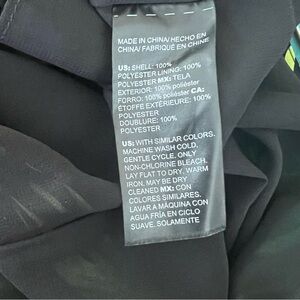 MADE IN CHINA/ HECHO EN
CHINA/ FABRIQUÉ EN CHINE
US: SHELL: 100%
POLYESTER LINING: 100%
POLYESTER MX: TELA
EXTERIOR: 100% poliéster
FORRO: 100% poliéster CA:
ÉTOFFE EXTÉRIEURE: 100%
POLYESTER
DOUBLURE: 100%
POLYESTER
US: WITH SIMILAR COLORS.
MACHINE WASH COLD.
GENTLE CYCLE. ONLY
NON-CHLORINE BLEACH.
LAY FLAT TO DRY, WARM
IRON, MAY BE DRY
CLEANED MX: CON
COLORES SIMILARES.
LAVAR A MÁQUINA CON
AGUA FRÍA EN CICLO
SUAVE. SOLAMENTE